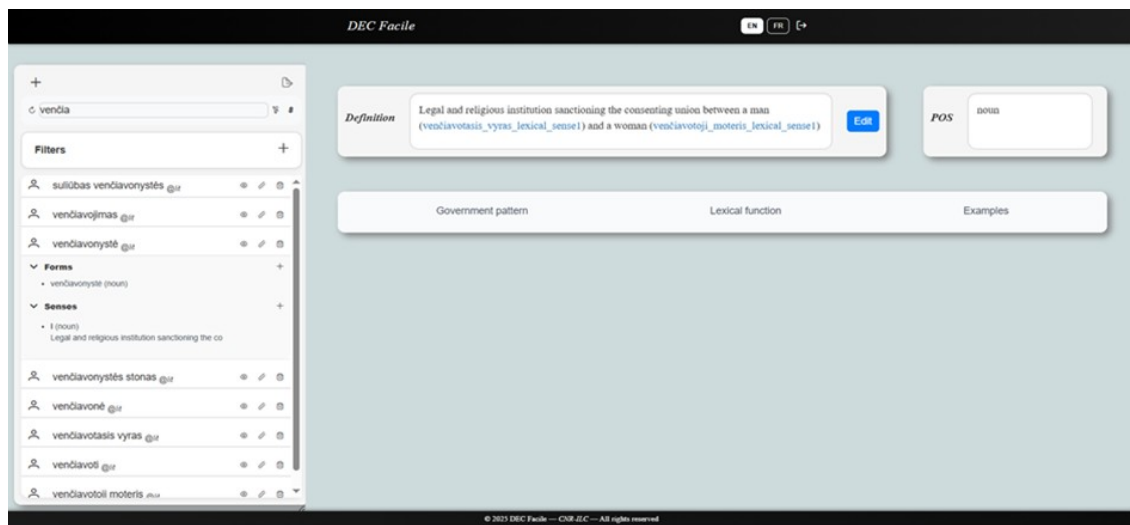 DEC Facile
EN FR
venčia
Filters
suliūbas venčiavonystės @lt
venčiavojimas @lt
venčiavonystė @lt
Forms
venčiavonystė (noun)
Senses
I (noun)
Legal and religious institution sanctioning the co
venčiavonystės stonas @lt
venčiavonė @lt
venčiavotasis vyras @lt
venčiavoti @lt
venčiavotoji moteris
Definition
Legal and religious institution sanctioning the consenting union between a man
(venčiavotasis_vyras_lexical_sense1) and a woman (venčiavotoji_moteris_lexical_sense1)
Edit
POS
noun
Government pattern
Lexical function
Examples
© 2025 DEC Facile — CNR-ILC — All rights reserved